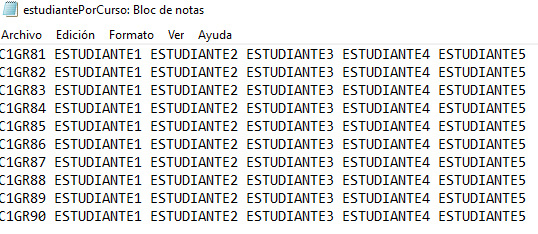 estudiantePorCurso: Bloc de notas
Archivo Edición Formato Ver Ayuda
C1GR81 ESTUDIANTE1 ESTUDIANTE2 ESTUDIANTE3 ESTUDIANTE4 ESTUDIANTE5
C1GR82 ESTUDIANTE1 ESTUDIANTE2 ESTUDIANTE3 ESTUDIANTE4 ESTUDIANTE5
C1GR83 ESTUDIANTE1 ESTUDIANTE2 ESTUDIANTE3 ESTUDIANTE4 ESTUDIANTE5
C1GR84 ESTUDIANTE1 ESTUDIANTE2 ESTUDIANTE3 ESTUDIANTE4 ESTUDIANTE5
C1GR85 ESTUDIANTE1 ESTUDIANTE2 ESTUDIANTE3 ESTUDIANTE4 ESTUDIANTE5
C1GR86 ESTUDIANTE1 ESTUDIANTE2 ESTUDIANTE3 ESTUDIANTE4 ESTUDIANTE5
C1GR87 ESTUDIANTE1 ESTUDIANTE2 ESTUDIANTE3 ESTUDIANTE4 ESTUDIANTE5
C1GR88 ESTUDIANTE1 ESTUDIANTE2 ESTUDIANTE3 ESTUDIANTE4 ESTUDIANTE5
C1GR89 ESTUDIANTE1 ESTUDIANTE2 ESTUDIANTE3 ESTUDIANTE4 ESTUDIANTE5
C1GR90 ESTUDIANTE1 ESTUDIANTE2 ESTUDIANTE3 ESTUDIANTE4 ESTUDIANTE5